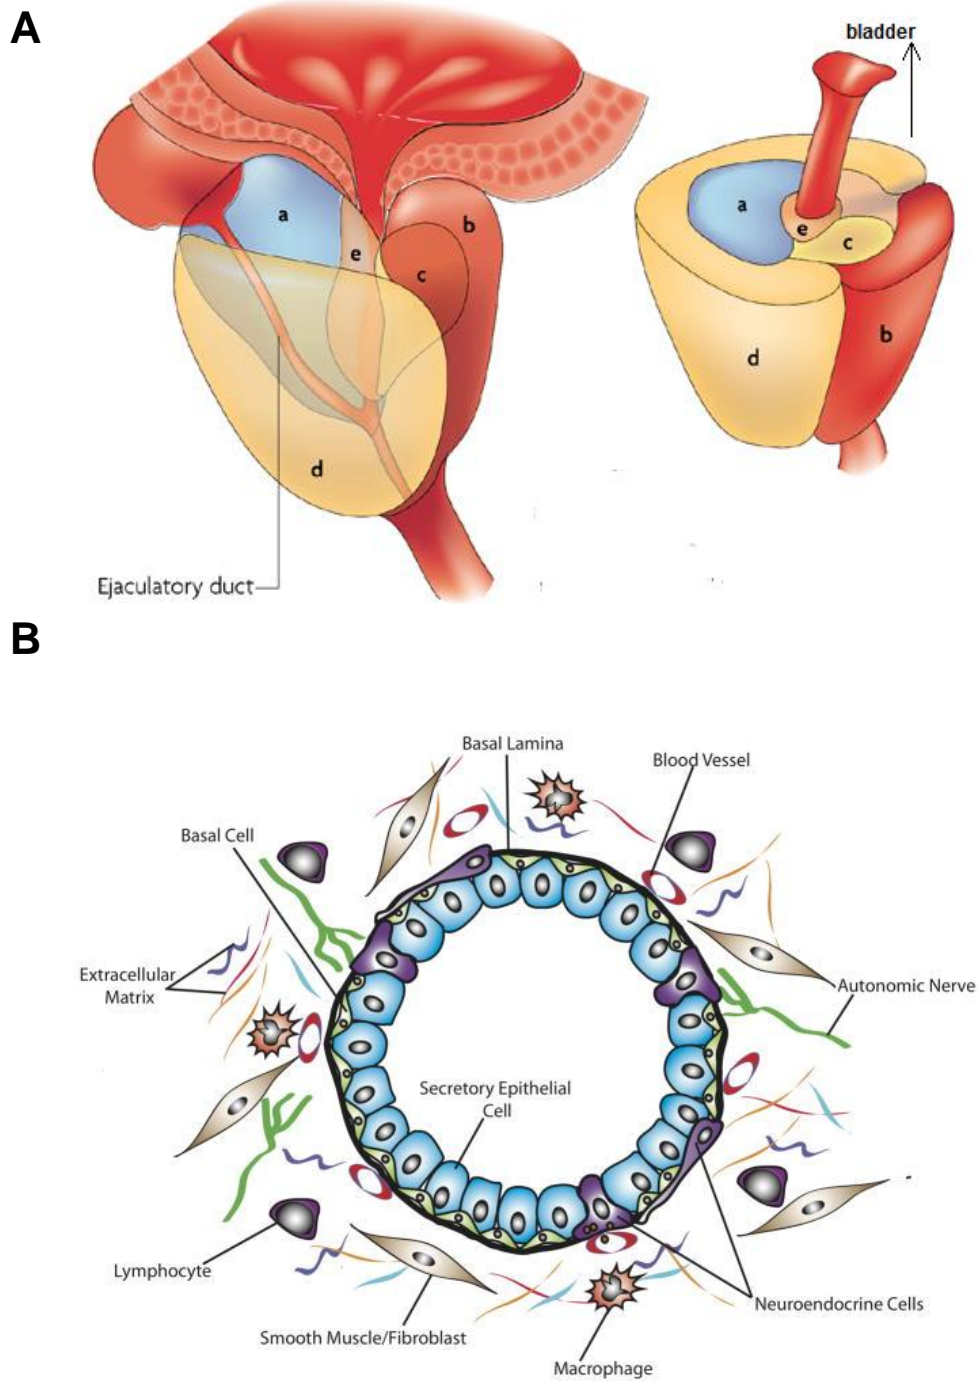 A
bladder
a
b
e
c
d
Ejaculatory duct
a
e
c
b
d
B
Basal Lamina
Blood Vessel
Basal Cell
Extracellular
Matrix
Autonomic Nerve
Secretory Epithelial
Cell
Lymphocyte
Neuroendocrine Cells
Smooth Muscle/Fibroblast
Macrophage